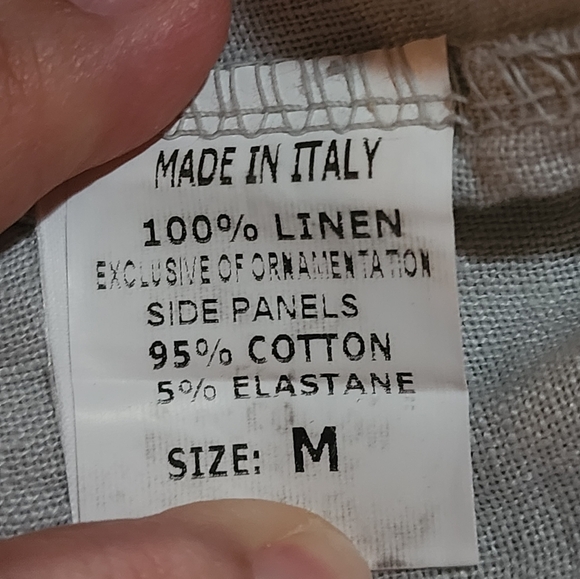 MADE IN ITALY
100% LINEN
EXCLUSIVE OF ORNAMENTATION
SIDE PANELS
95% COTTON
5% ELASTANE
SIZE: M